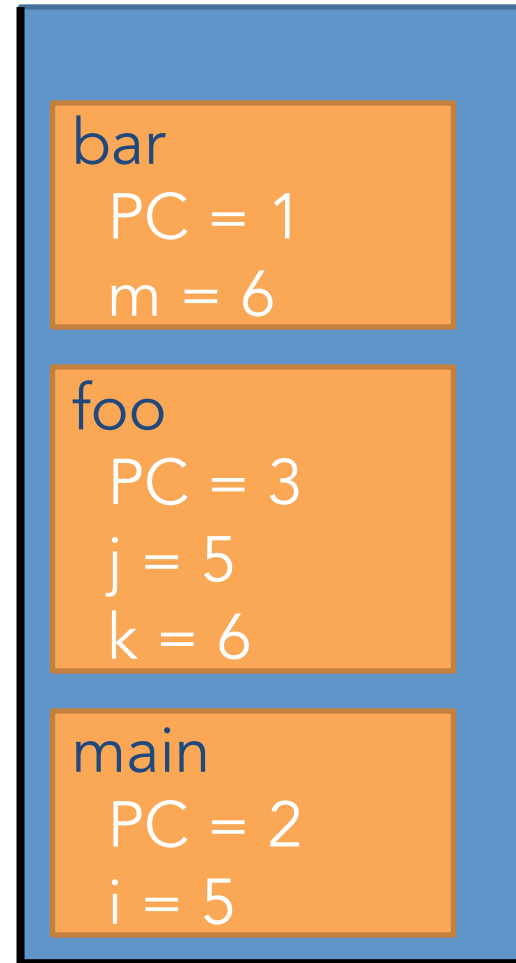 bar
PC = 1
m = 6
foo
PC = 3
j = 5
k = 6
main
PC = 2
i = 5